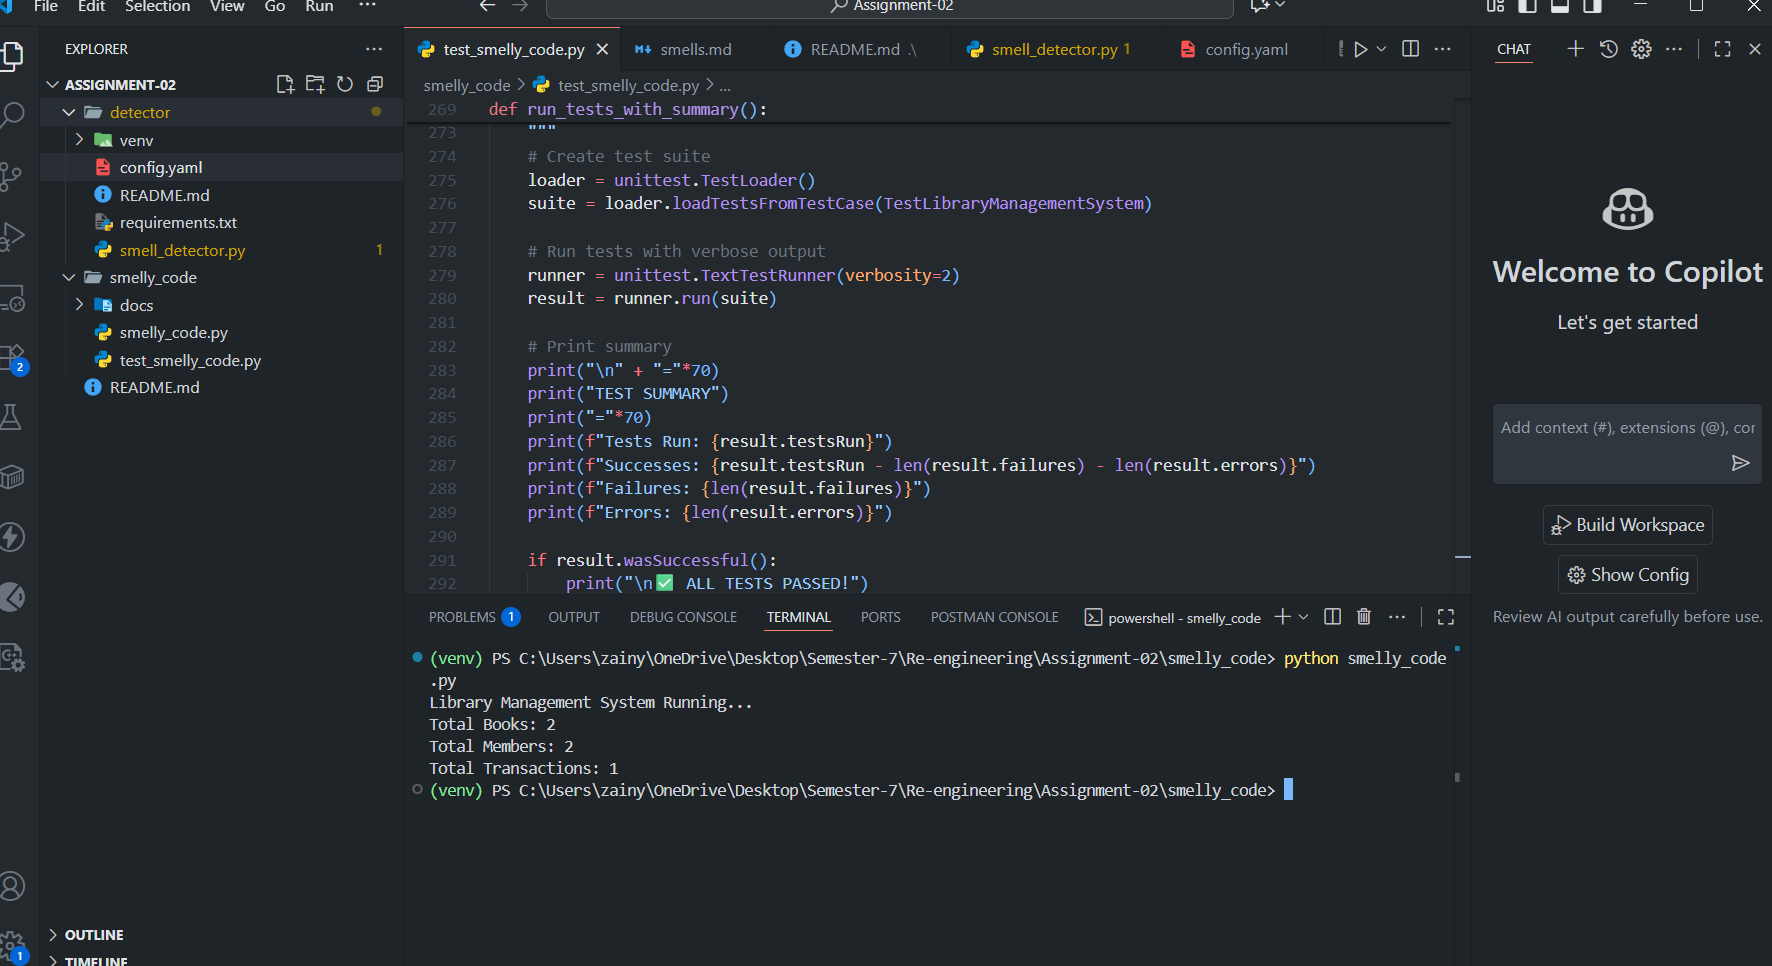 File Edit Selection View Go Run ···
Assignment-02
EXPLORER ···
ASSIGNMENT-02
detector
venv
config.yaml
README.md
requirements.txt
smell_detector.py 1
smelly_code
docs
smelly_code.py
test_smelly_code.py
README.md
OUTLINE
TIMELINE
2
1
test_smelly_code.py
smells.md
README.md .\
smell_detector.py 1
config.yaml
smelly_code > test_smelly_code.py > ...
269 def run_tests_with_summary():
273 """
274 # Create test suite
275 loader = unittest.TestLoader()
276 suite = loader.loadTestsFromTestCase(TestLibraryManagementSystem)
277
278 # Run tests with verbose output
279 runner = unittest.TextTestRunner(verbosity=2)
280 result = runner.run(suite)
281
282 # Print summary
283 print("\n" + "="*70)
284 print("TEST SUMMARY")
285 print("="*70)
286 print(f"Tests Run: {result.testsRun}")
287 print(f"Successes: {result.testsRun - len(result.failures) - len(result.errors)}")
288 print(f"Failures: {len(result.failures)}")
289 print(f"Errors: {len(result.errors)}")
290
291 if result.wasSuccessful():
292 print("\n✅ ALL TESTS PASSED!")
PROBLEMS 1 OUTPUT DEBUG CONSOLE TERMINAL PORTS POSTMAN CONSOLE powershell - smelly_code
(venv) PS C:\Users\zainy\OneDrive\Desktop\Semester-7\Re-engineering\Assignment-02\smelly_code> python smelly_code
.py
Library Management System Running...
Total Books: 2
Total Members: 2
Total Transactions: 1
(venv) PS C:\Users\zainy\OneDrive\Desktop\Semester-7\Re-engineering\Assignment-02\smelly_code>
CHAT
Welcome to Copilot
Let's get started
Add context (#), extensions (@), cor
Build Workspace
Show Config
Review AI output carefully before use.